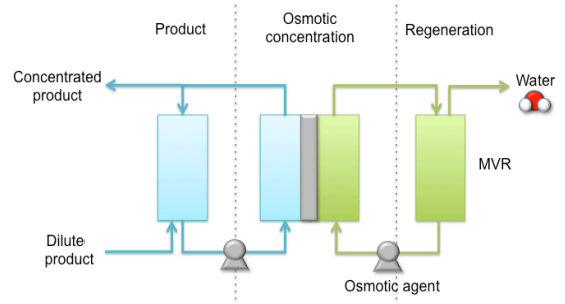 Product
Osmotic
concentration
Regeneration
Concentrated
product
Water
MVR
Dilute
product
Osmotic agent